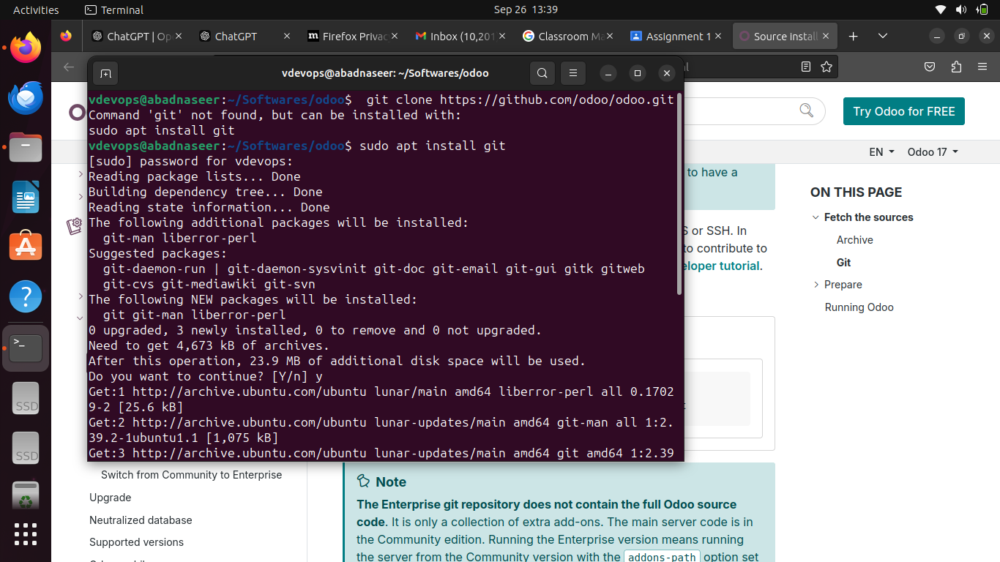 Activities
Terminal
Sep 26 13:39
ChatGPT | Op
ChatGPT
Firefox Privac
Inbox (10,201
Classroom Ma
Assignment 1
Source install
vdevops@abadnaseer: ~/Softwares/odoo
vdevops@abadnaseer:~/Softwares/odoo$  git clone https://github.com/odoo/odoo.git
Command 'git' not found, but can be installed with:
sudo apt install git
vdevops@abadnaseer:~/Softwares/odoo$ sudo apt install git
[sudo] password for vdevops:
Reading package lists... Done
Building dependency tree... Done
Reading state information... Done
The following additional packages will be installed:
  git-man liberror-perl
Suggested packages:
  git-daemon-run | git-daemon-sysvinit git-doc git-email git-gui gitk gitweb
  git-cvs git-mediawiki git-svn
The following NEW packages will be installed:
  git git-man liberror-perl
0 upgraded, 3 newly installed, 0 to remove and 0 not upgraded.
Need to get 4,673 kB of archives.
After this operation, 23.9 MB of additional disk space will be used.
Do you want to continue? [Y/n] y
Get:1 http://archive.ubuntu.com/ubuntu lunar/main amd64 liberror-perl all 0.1702
9-2 [25.6 kB]
Get:2 http://archive.ubuntu.com/ubuntu lunar-updates/main amd64 git-man all 1:2.
39.2-1ubuntu1.1 [1,075 kB]
Get:3 http://archive.ubuntu.com/ubuntu lunar-updates/main amd64 git amd64 1:2.39
Try Odoo for FREE
EN
Odoo 17
to have a
S or SSH. In
to contribute to
eloper tutorial.
ON THIS PAGE
Fetch the sources
Archive
Git
Prepare
Running Odoo
SSD
SSD
Switch from Community to Enterprise
Upgrade
Neutralized database
Supported versions
Note
The Enterprise git repository does not contain the full Odoo source
code. It is only a collection of extra add-ons. The main server code is in
the Community edition. Running the Enterprise version means running
the server from the Community version with the addons-path option set